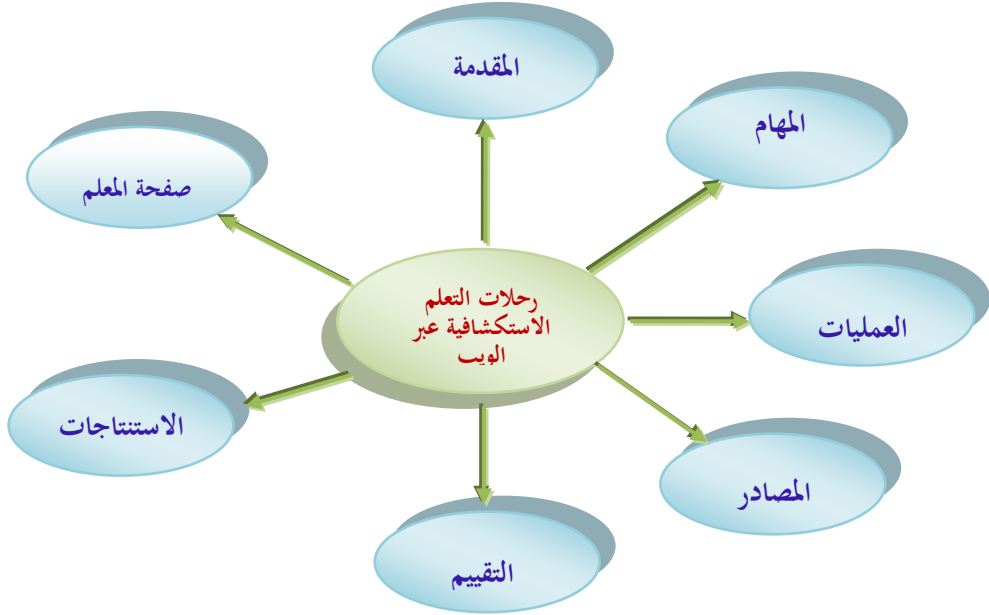 المقدمة
المهام
صفحة المعلم
رحلات التعلم
الاستكشافية عبر
الويب
العمليات
الاستنتاجات
المصادر
التقييم